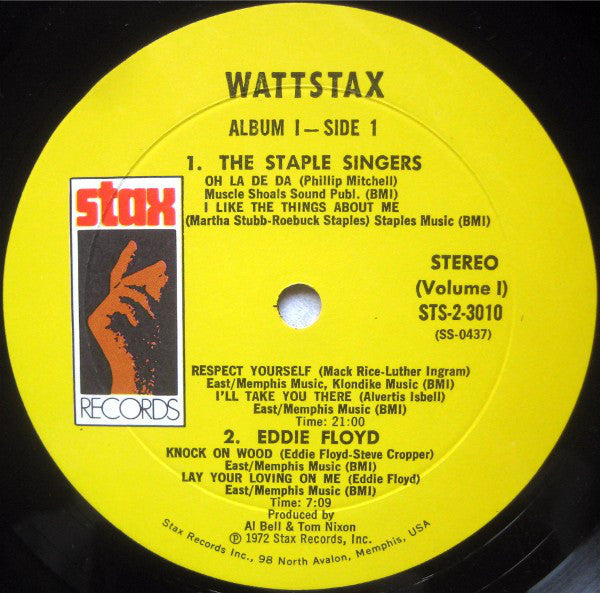 WATTSTAX
ALBUM I—SIDE 1
1. THE STAPLE SINGERS
OH LA DE DA (Phillip Mitchell)
Muscle Shoals Sound Publ. (BMI)
I LIKE THE THINGS ABOUT ME
(Martha Stubb-Roebuck Staples) Staples Music (BMI)
stax
RECORDS
STEREO
(Volume I)
STS-2-3010
(SS-0437)
RESPECT YOURSELF (Mack Rice-Luther Ingram)
East/Memphis Music, Klondike Music (BMI)
I'LL TAKE YOU THERE (Alvertis Isbell)
East/Memphis Music (BMI)
Time: 21:00
2. EDDIE FLOYD
KNOCK ON WOOD (Eddie Floyd-Steve Cropper)
East/Memphis Music (BMI)
LAY YOUR LOVING ON ME (Eddie Floyd)
East/Memphis Music (BMI)
Time: 7:09
Produced by
Al Bell & Tom Nixon
℗ 1972 Stax Records, Inc.
Stax Records Inc., 98 North Avalon, Memphis, USA